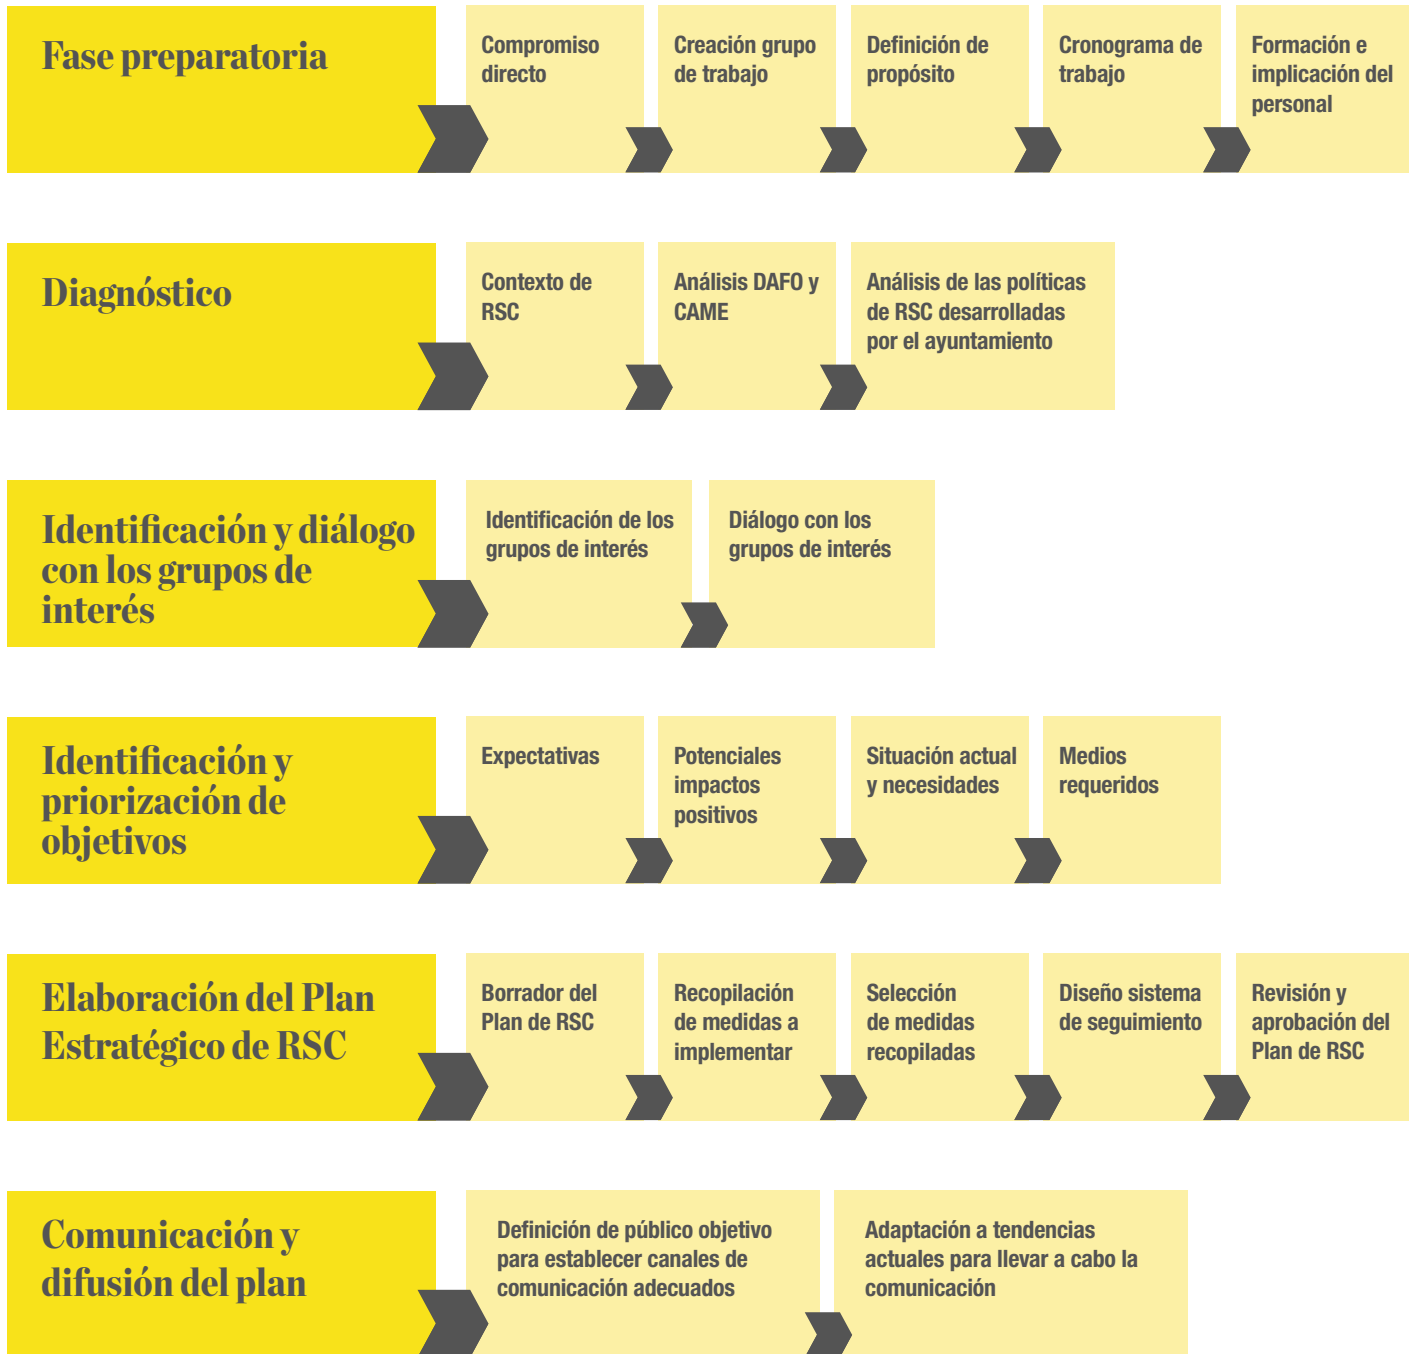 Fase preparatoria
Compromiso
directo
Creación grupo
de trabajo
Definición de
propósito
Cronograma de
trabajo
Formación e
implicación del
personal
Diagnóstico
Contexto de
RSC
Análisis DAFO y
CAME
Análisis de las políticas
de RSC desarrolladas
por el ayuntamiento
Identificación y diálogo
con los grupos de
interés
Identificación de los
grupos de interés
Diálogo con los
grupos de interés
Identificación y
priorización de
objetivos
Expectativas
Potenciales
impactos
positivos
Situación actual
y necesidades
Medios
requeridos
Elaboración del Plan
Estratégico de RSC
Borrador del
Plan de RSC
Recopilación
de medidas a
implementar
Selección
de medidas
recopiladas
Diseño sistema
de seguimiento
Revisión y
aprobación del
Plan de RSC
Comunicación y
difusión del plan
Definición de público objetivo
para establecer canales de
comunicación adecuados
Adaptación a tendencias
actuales para llevar a cabo la
comunicación